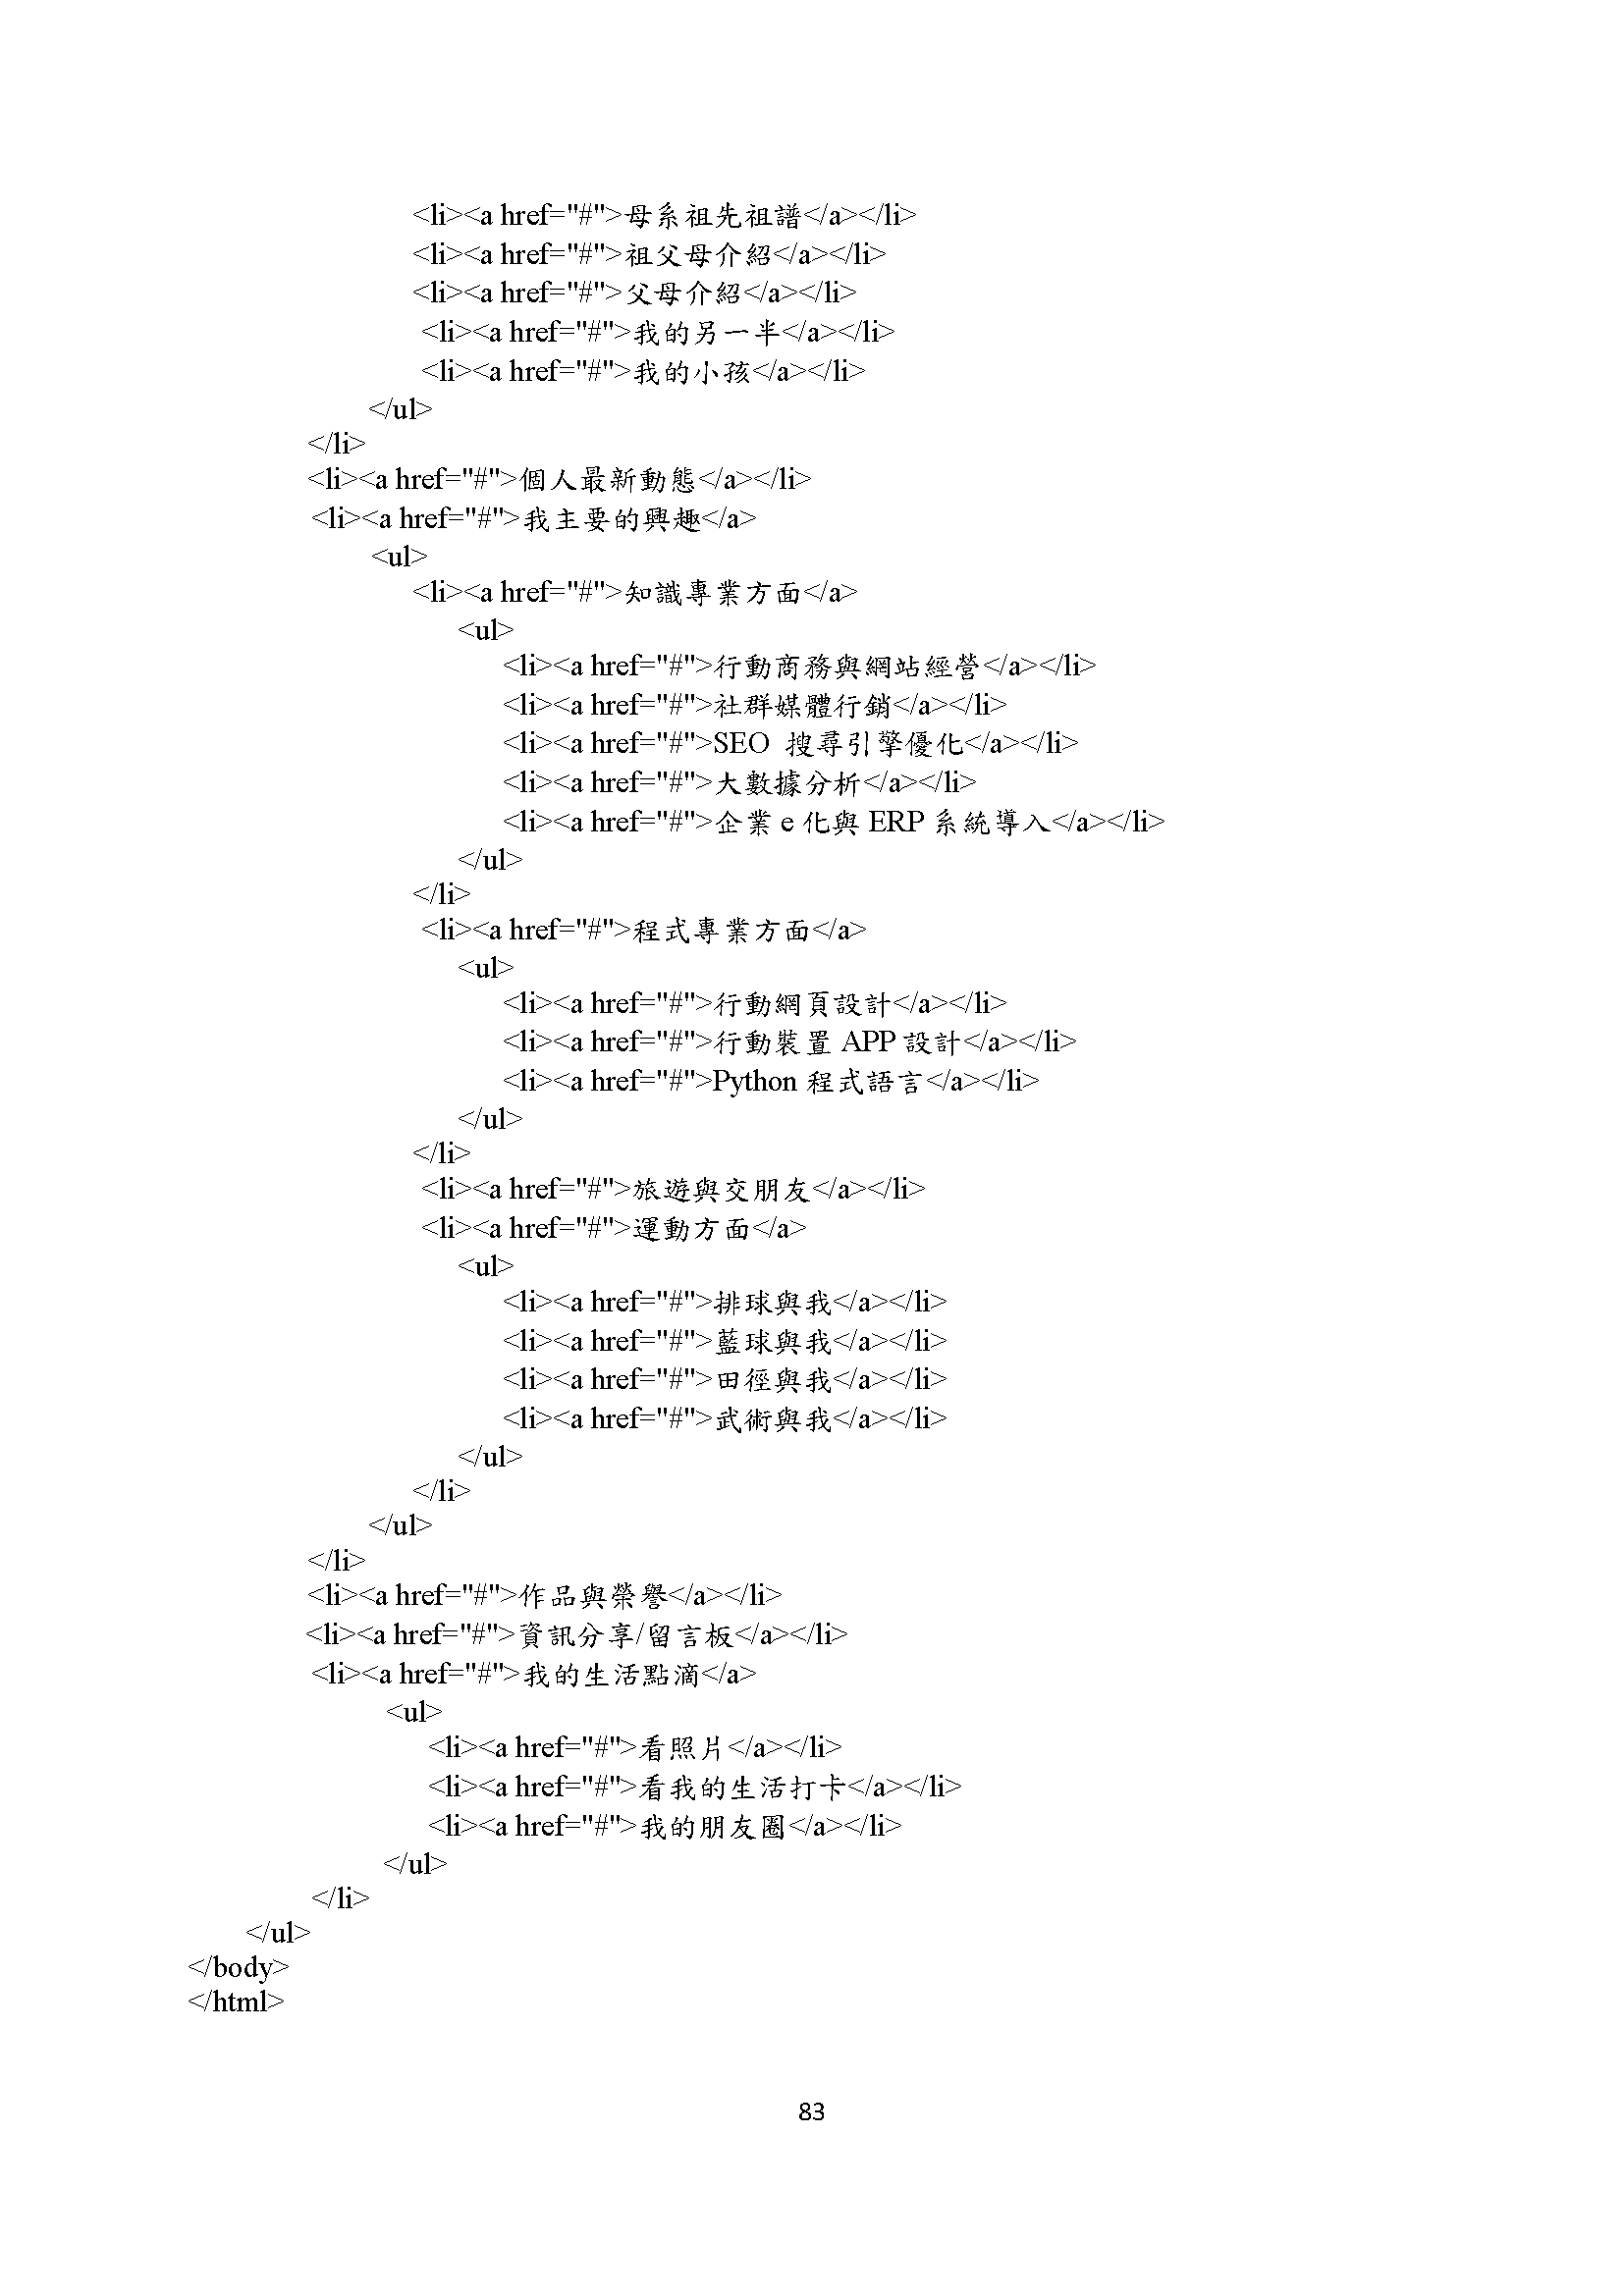 <li><a href="#">母系祖先祖譜</a></li>
<li><a href="#">祖父母介紹</a></li>
<li><a href="#">父母介紹</a></li>
<li><a href="#">我的另一半</a></li>
<li><a href="#">我的小孩</a></li>
</ul>
</li>
<li><a href="#">個人最新動態</a></li>
<li><a href="#">我主要的興趣</a>
<ul>
<li><a href="#">知識專業方面</a>
<ul>
<li><a href="#">行動商務與網站經營</a></li>
<li><a href="#">社群媒體行銷</a></li>
<li><a href="#">SEO 搜尋引擎優化</a></li>
<li><a href="#">大數據分析</a></li>
<li><a href="#">企業 e 化與 ERP 系統導入</a></li>
</ul>
</li>
<li><a href="#">程式專業方面</a>
<ul>
<li><a href="#">行動網頁設計</a></li>
<li><a href="#">行動裝置 APP 設計</a></li>
<li><a href="#">Python 程式語言</a></li>
</ul>
</li>
<li><a href="#">旅遊與交朋友</a></li>
<li><a href="#">運動方面</a>
<ul>
<li><a href="#">排球與我</a></li>
<li><a href="#">藍球與我</a></li>
<li><a href="#">田徑與我</a></li>
<li><a href="#">武術與我</a></li>
</ul>
</li>
</ul>
</li>
<li><a href="#">作品與榮譽</a></li>
<li><a href="#">資訊分享/留言板</a></li>
<li><a href="#">我的生活點滴</a>
<ul>
<li><a href="#">看照片</a></li>
<li><a href="#">看我的生活打卡</a></li>
<li><a href="#">我的朋友圈</a></li>
</ul>
</li>
</ul>
</body>
</html>
83